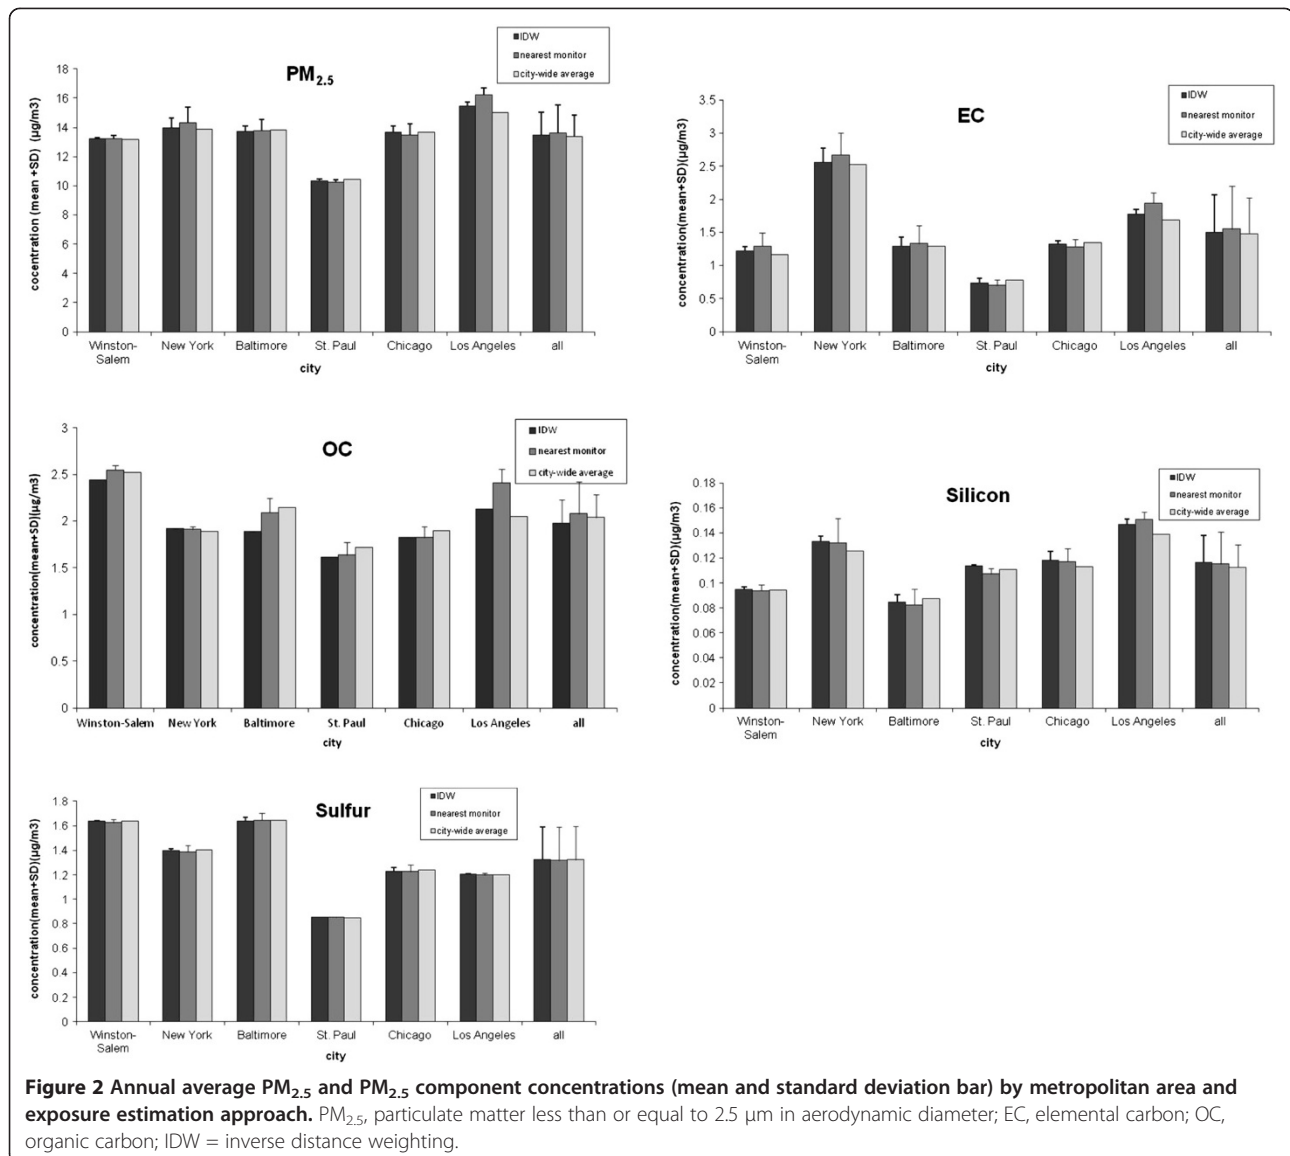 PM2.5
IDW
nearest monitor
city-wide average
cocentration (mean +SD) (µg/m3)
18
16
14
12
10
8
6
4
2
0
Winston-Salem
New York
Baltimore
St. Paul
Chicago
Los Angeles
all
city
EC
IDW
nearest monitor
city-wide average
concentration(mean+SD)(µg/m3)
3.5
3
2.5
2
1.5
1
0.5
0
Winston-Salem
New York
Baltimore
St. Paul
Chicago
Los Angeles
all
city
OC
IDW
nearest monitor
city-wide average
concentration(mean+SD)(µg/m3)
3
2.5
2
1.5
1
0.5
0
Winston-Salem
New York
Baltimore
St. Paul
Chicago
Los Angeles
all
city
Silicon
IDW
nearest monitor
city-wide average
concentration(mean+SD)(µg/m3)
0.16
0.14
0.12
0.1
0.08
0.06
0.04
0.02
0
Winston-Salem
New York
Baltimore
St. Paul
Chicago
Los Angeles
all
city
Sulfur
IDW
nearest monitor
city-wide average
concentration(mean+SD)(µg/m3)
1.8
1.6
1.4
1.2
1
0.8
0.6
0.4
0.2
0
Winston-Salem
New York
Baltimore
St. Paul
Chicago
Los Angeles
all
city
Figure 2 Annual average PM2.5 and PM2.5 component concentrations (mean and standard deviation bar) by metropolitan area and
exposure estimation approach. PM2.5, particulate matter less than or equal to 2.5 µm in aerodynamic diameter; EC, elemental carbon; OC,
organic carbon; IDW = inverse distance weighting.